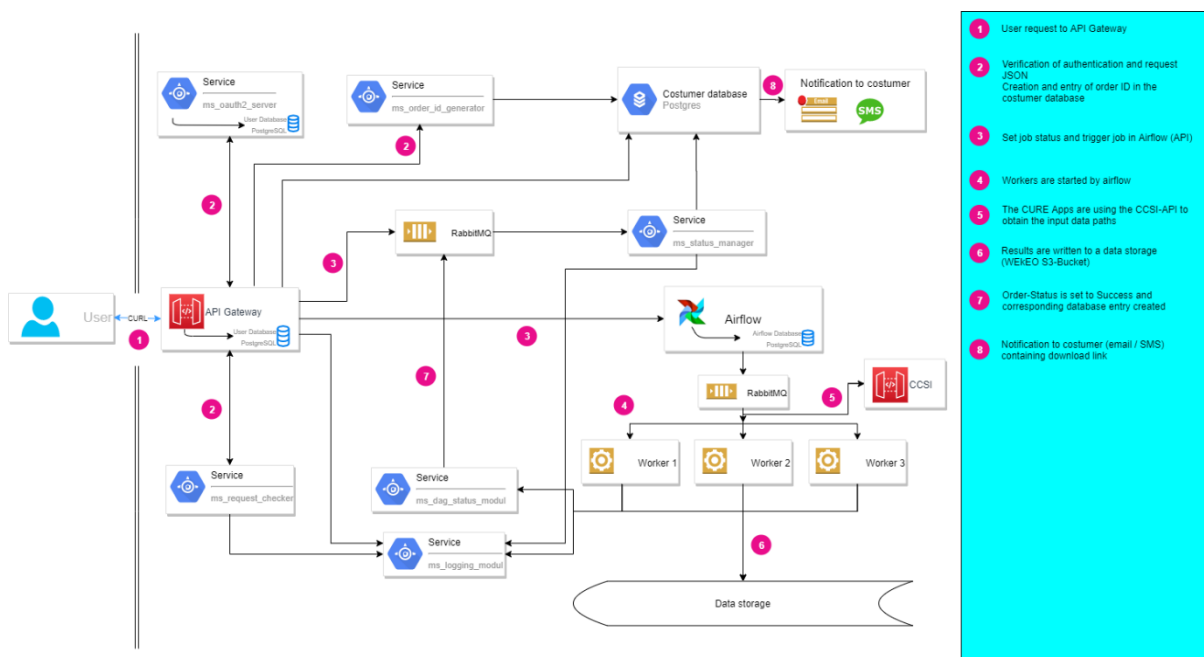 Service
ms_oauth2_server
User Database
PostgreSQL
Service
ms_order_id_generator
Costumer database
Postgres
8
Notification to costumer
Email
SMS
2
2
RabbitMQ
Service
ms_status_manager
3
User
CURL
1
API Gateway
User Database
PostgreSQL
3
Airflow
Airflow Database
PostgreSQL
7
2
RabbitMQ
5
CCSI
4
Worker 1
Worker 2
Worker 3
Service
ms_request_checker
Service
ms_dag_status_modul
Service
ms_logging_modul
6
Data storage
1
User request to API Gateway
2
Verification of authentication and request
JSON
Creation and entry of order ID in the
costumer database
3
Set job status and trigger job in Airflow (API)
4
Workers are started by airflow
5
The CURE Apps are using the CCSI-API to
obtain the input data paths
6
Results are written to a data storage
(WEkEO S3-Bucket)
7
Order-Status is set to Success and
corresponding database entry created
8
Notification to costumer (email / SMS)
containing download link